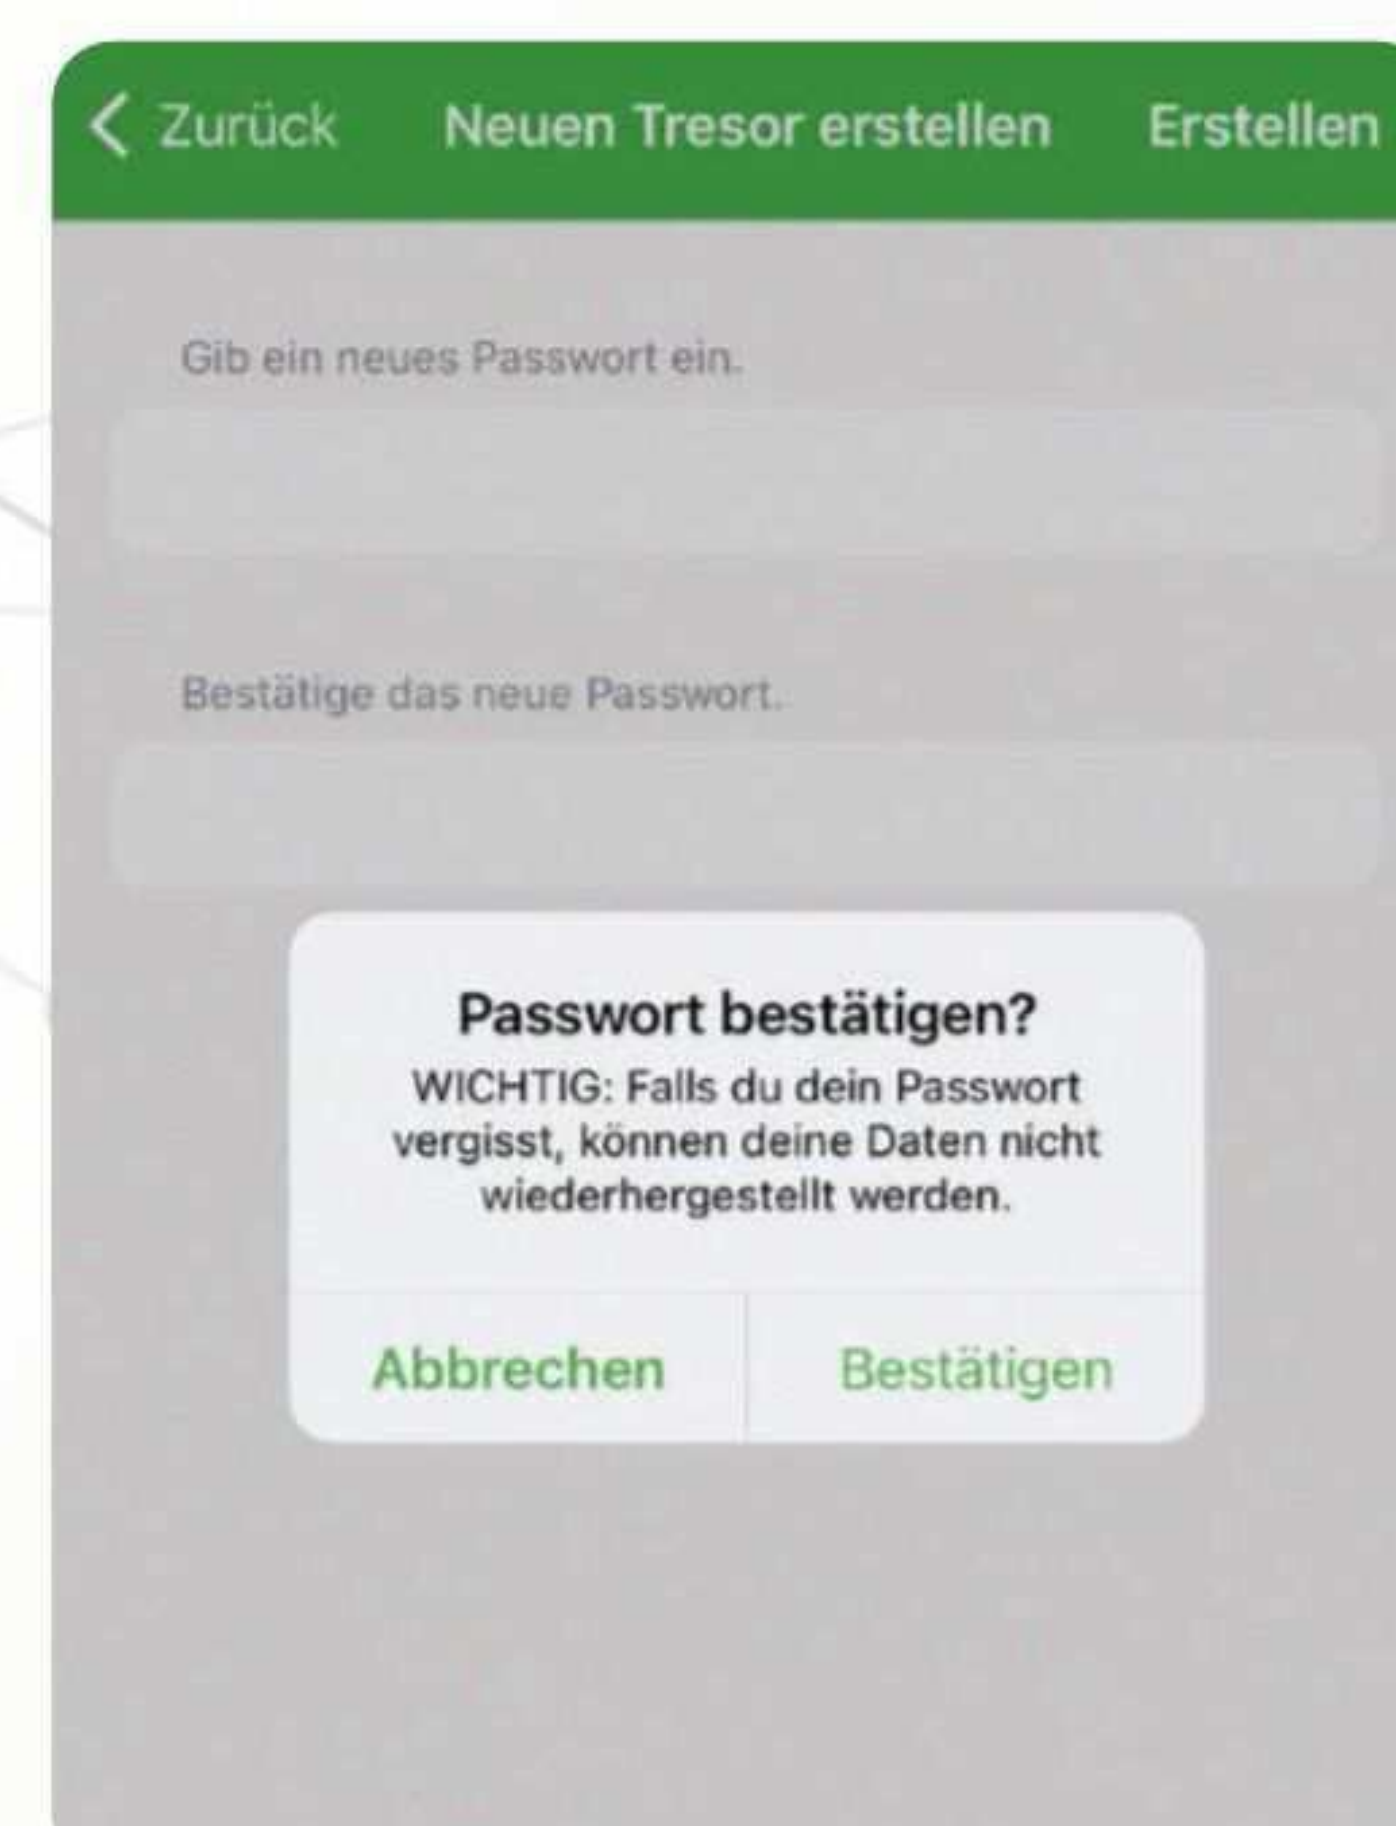 Zurück Neuen Tresor erstellen Erstellen
Gib ein neues Passwort ein.
Bestätige das neue Passwort.
Passwort bestätigen?
WICHTIG: Falls du dein Passwort
vergisst, können deine Daten nicht
wiederhergestellt werden.
Abbrechen Bestätigen